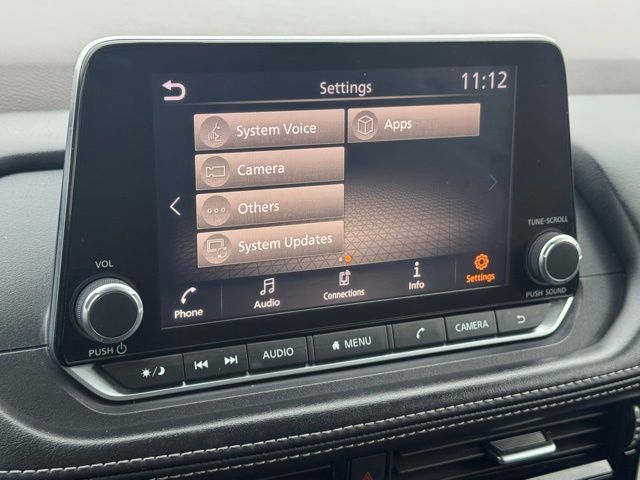 Settings
11:12
System Voice
Apps
Camera
Others
System Updates
Phone
Audio
Connections
Info
Settings
VOL
PUSH
TUNE·SCROLL
PUSH SOUND
AUDIO
MENU
CAMERA